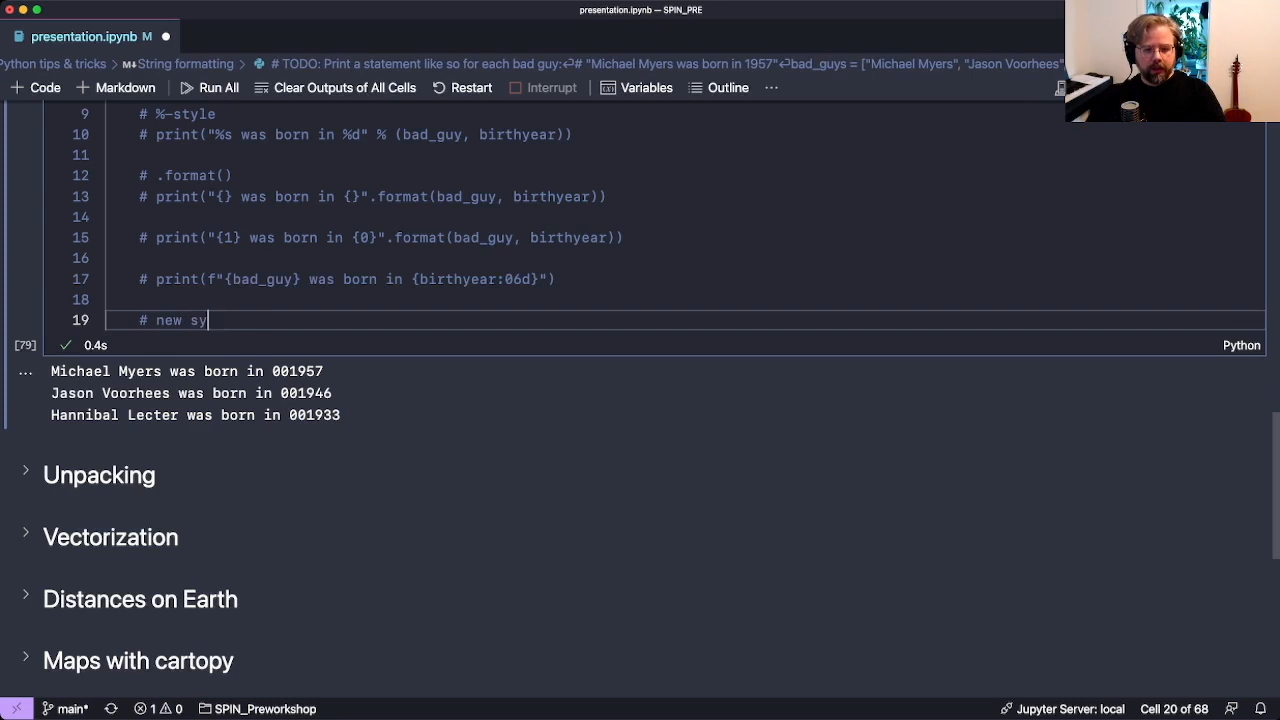 presentation.ipynb — SPIN_PRE
presentation.ipynb M
Python tips & tricks > M↓String formatting > # TODO: Print a statement like so for each bad guy:↵# "Michael Myers was born in 1957"↵bad_guys = ["Michael Myers", "Jason Voorhees"
+ Code + Markdown Run All Clear Outputs of All Cells Restart Interrupt Variables Outline ...
9 # %-style
10 # print("%s was born in %d" % (bad_guy, birthyear))
11
12 # .format()
13 # print("{} was born in {}".format(bad_guy, birthyear))
14
15 # print("{1} was born in {0}".format(bad_guy, birthyear))
16
17 # print(f"{bad_guy} was born in {birthyear:06d}")
18
19 # new sy
[79] 0.4s Python
... Michael Myers was born in 001957
Jason Voorhees was born in 001946
Hannibal Lecter was born in 001933
Unpacking
Vectorization
Distances on Earth
Maps with cartopy
main* 1 0 SPIN_Preworkshop Jupyter Server: local Cell 20 of 68